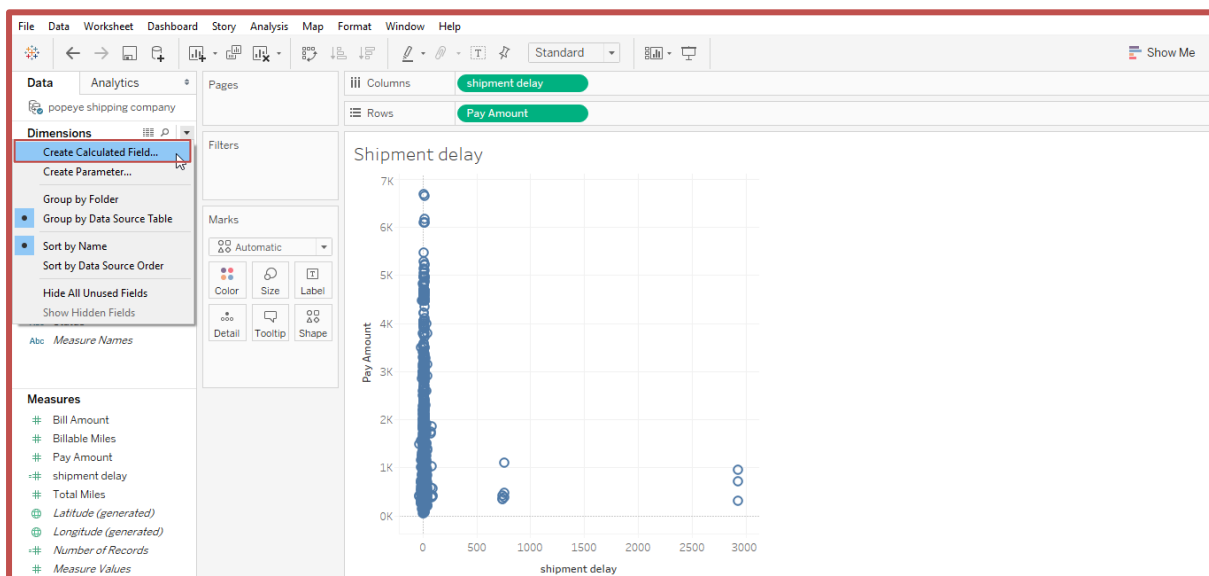 File Data Worksheet Dashboard Story Analysis Map Format Window Help
Standard
Show Me
Data Analytics
popeye shipping company
Dimensions
Create Calculated Field...
Create Parameter...
Group by Folder
Group by Data Source Table
Sort by Name
Sort by Data Source Order
Hide All Unused Fields
Show Hidden Fields
Abc Measure Names
Measures
# Bill Amount
# Billable Miles
# Pay Amount
=# shipment delay
# Total Miles
Latitude (generated)
Longitude (generated)
=# Number of Records
# Measure Values
Pages
Filters
Marks
Automatic
Color Size Label
Detail Tooltip Shape
Columns shipment delay
Rows Pay Amount
Shipment delay
7K
6K
5K
4K
3K
2K
1K
0K
Pay Amount
0 500 1000 1500 2000 2500 3000
shipment delay